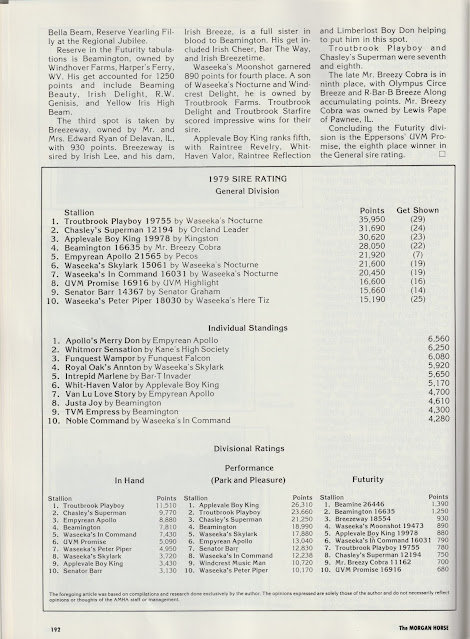 Bella Beam, Reserve Yearling Fil-
ly at the Regional Jubilee.
Reserve in the Futurity tabula-
tions is Beamington, owned by
Windhover Farms, Harper's Ferry,
WV. His get accounted for 1250
points and include Beaming
Beauty, Irish Delight, R.W.
Genisis, and Yellow Iris High
Beam.
The third spot is taken by
Breezeway, owned by Mr. and
Mrs. Edward Ryan of Delavan, IL,
with 930 points. Breezeway is
sired by Irish Lee, and his dam,
Irish Breeze, is a full sister in
blood to Beamington. His get in-
cluded Irish Cheer, Bar The Way,
and Irish Breezetime.
Waseeka's Moonshot garnered
890 points for fourth place. A son
of Waseeka's Nocturne and Wind-
crest Delight, he is owned by
Troutbrook Farms. Troutbrook
Delight and Troutbrook Starfire
scored impressive wins for their
sire.
Applevale Boy King ranks fifth,
with Raintree Revelry, Whit-
Haven Valor, Raintree Reflection
and Limberlost Boy Don helping
to put him in this spot.
Troutbrook Playboy and
Chasley's Superman were seventh
and eighth.
The late Mr. Breezy Cobra is in
ninth place, with Olympus Circe
Breeze and R-Bar-B Breeze Along
accumulating points. Mr. Breezy
Cobra was owned by Lewis Pape
of Pawnee, IL.
Concluding the Futurity divi-
sion is the Eppersons' UVM Pro-
mise, the eighth place winner in
the General sire rating. □
1979 SIRE RATING
General Division
Stallion Points Get Shown
1. Troutbrook Playboy 19755 by Waseeka's Nocturne 35,950 (29)
2. Chasley's Superman 12194 by Orcland Leader 31,690 (24)
3. Applevale Boy King 19978 by Kingston 30,620 (23)
4. Beamington 16635 by Mr. Breezy Cobra 28,050 (22)
5. Empyrean Apollo 21565 by Pecos 21,920 (7)
6. Waseeka's Skylark 15061 by Waseeka's Nocturne 21,600 (19)
7. Waseeka's In Command 16031 by Waseeka's Nocturne 20,450 (19)
8. UVM Promise 16916 by UVM Highlight 16,600 (16)
9. Senator Barr 14367 by Senator Graham 15,660 (14)
10. Waseeka's Peter Piper 18030 by Waseeka's Here Tiz 15,190 (25)
Individual Standings
1. Apollo's Merry Don by Empyrean Apollo 6,560
2. Whitmorr Sensation by Kane's High Society 6,250
3. Funquest Wampor by Funquest Falcon 6,080
4. Royal Oak's Annton by Waseeka's Skylark 5,920
5. Intrepid Marlene by Bar-T Invader 5,650
6. Whit-Haven Valor by Applevale Boy King 5,170
7. Van Lu Love Story by Empyrean Apollo 4,700
8. Justa Joy by Beamington 4,610
9. TVM Empress by Beamington 4,300
10. Noble Command by Waseeka's In Command 4,280
Divisional Ratings
In Hand
Stallion Points
1. Troutbrook Playboy 11,510
2. Chasley's Superman 9,770
3. Empyrean Apollo 8,880
4. Beamington 7,810
5. Waseeka's In Command 7,430
6. UVM Promise 5,090
7. Waseeka's Peter Piper 4,950
8. Waseeka's Skylark 3,720
9. Applevale Boy King 3,430
10. Senator Barr 3,130
Performance
(Park and Pleasure)
Stallion Points
1. Applevale Boy King 26,310
2. Troutbrook Playboy 23,660
3. Chasley's Superman 21,250
4. Beamington 18,990
5. Waseeka's Skylark 17,880
6. Empyrean Apollo 13,040
7. Senator Barr 12,830
8. Waseeka's In Command 12,238
9. Windcrest Music Man 10,720
10. Waseeka's Peter Piper 10,170
Futurity
Stallion Points
1. Beamine 26446 1,390
2. Beamington 16635 1,250
3. Breezeway 18554 930
4. Waseeka's Moonshot 19473 890
5. Applevale Boy King 19978 880
6. Waseeka's In Command 16031 790
7. Troutbrook Playboy 19755 780
8. Chasley's Superman 12194 750
9. Mr. Breezy Cobra 11162 700
10. UVM Promise 16916 680
The foregoing article was based on compilations and research done exclusively by the author. The opinions expressed are solely those of the author and do not necessarily reflect
opinions or thoughts of the AMHA staff or management.
192
The MORGAN HORSE